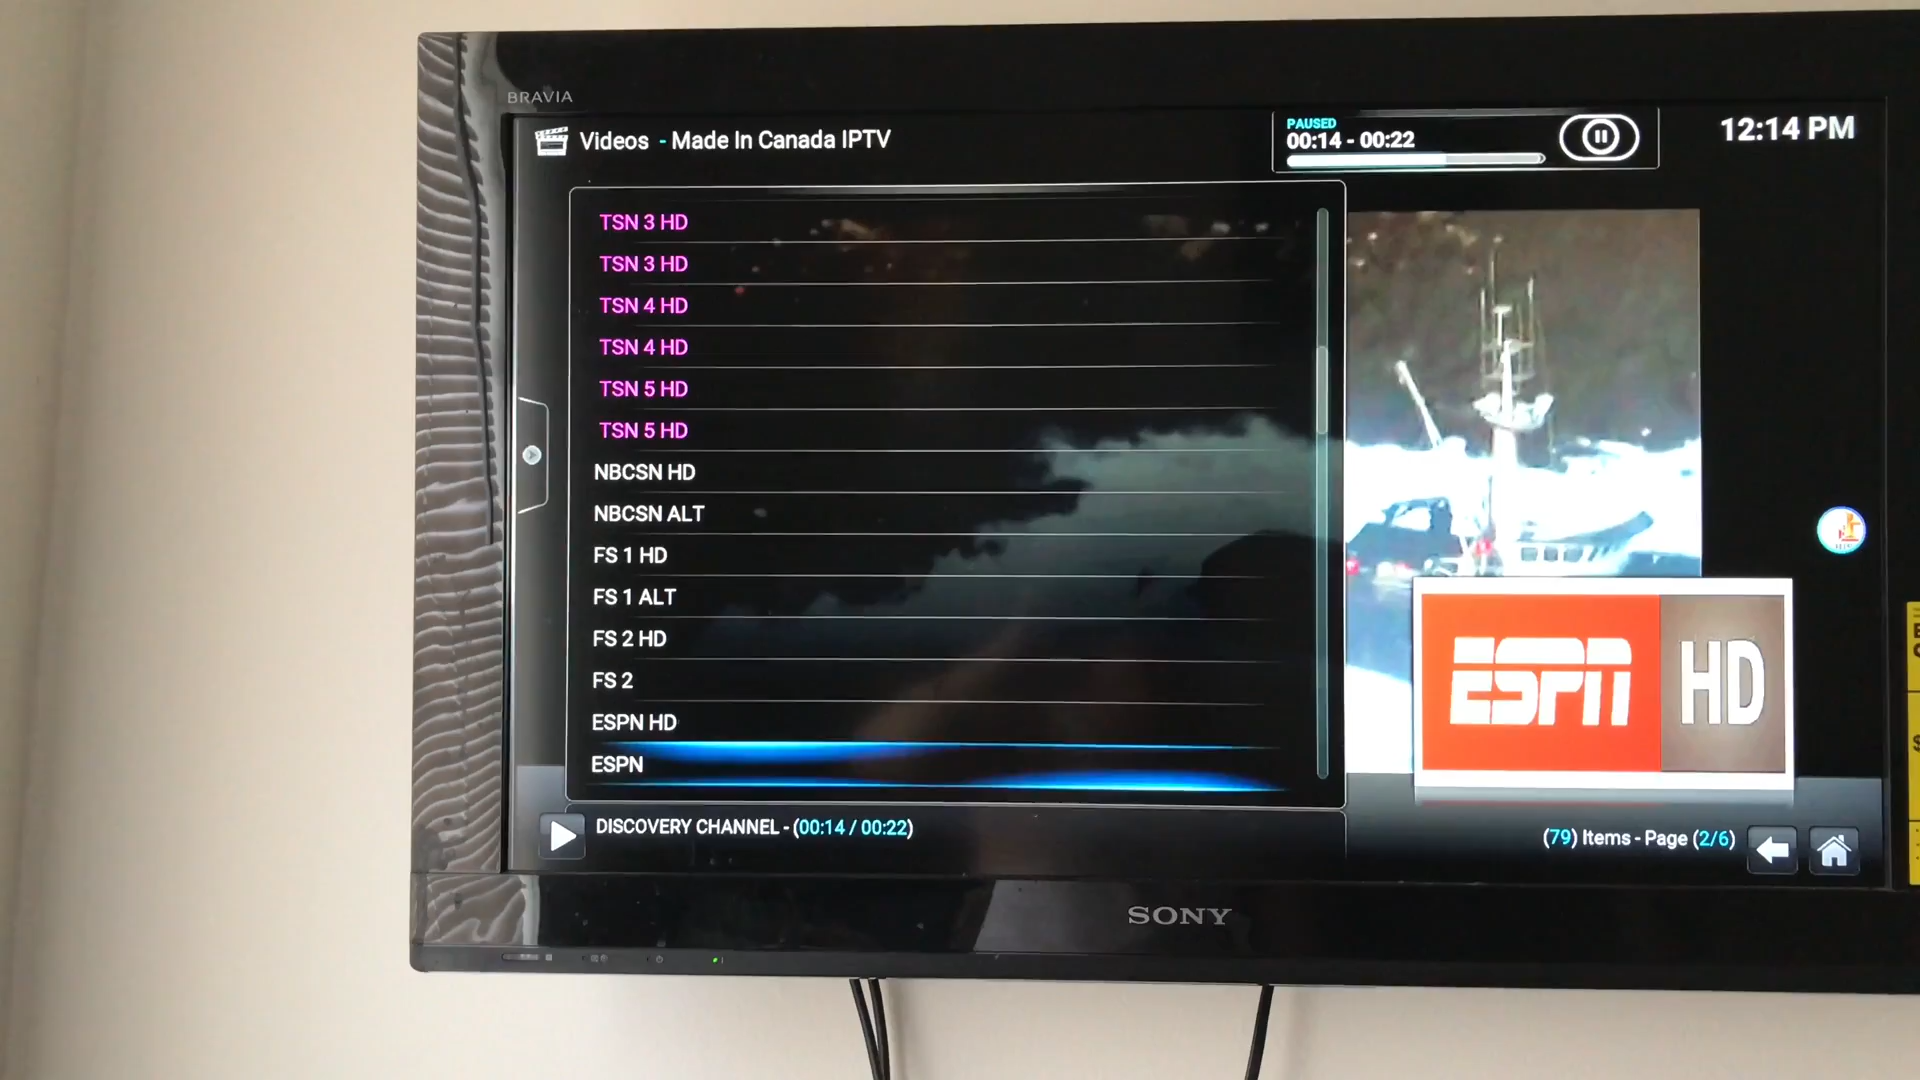 BRAVIA
Videos - Made In Canada IPTV
PAUSED
00:14 - 00:22
12:14 PM
TSN 3 HD
TSN 3 HD
TSN 4 HD
TSN 4 HD
TSN 5 HD
TSN 5 HD
NBCSN HD
NBCSN ALT
FS 1 HD
FS 1 ALT
FS 2 HD
FS 2
ESPN HD
ESPN
ESPN HD
DISCOVERY CHANNEL - (00:14 / 00:22)
(79) Items - Page (2/6)
SONY